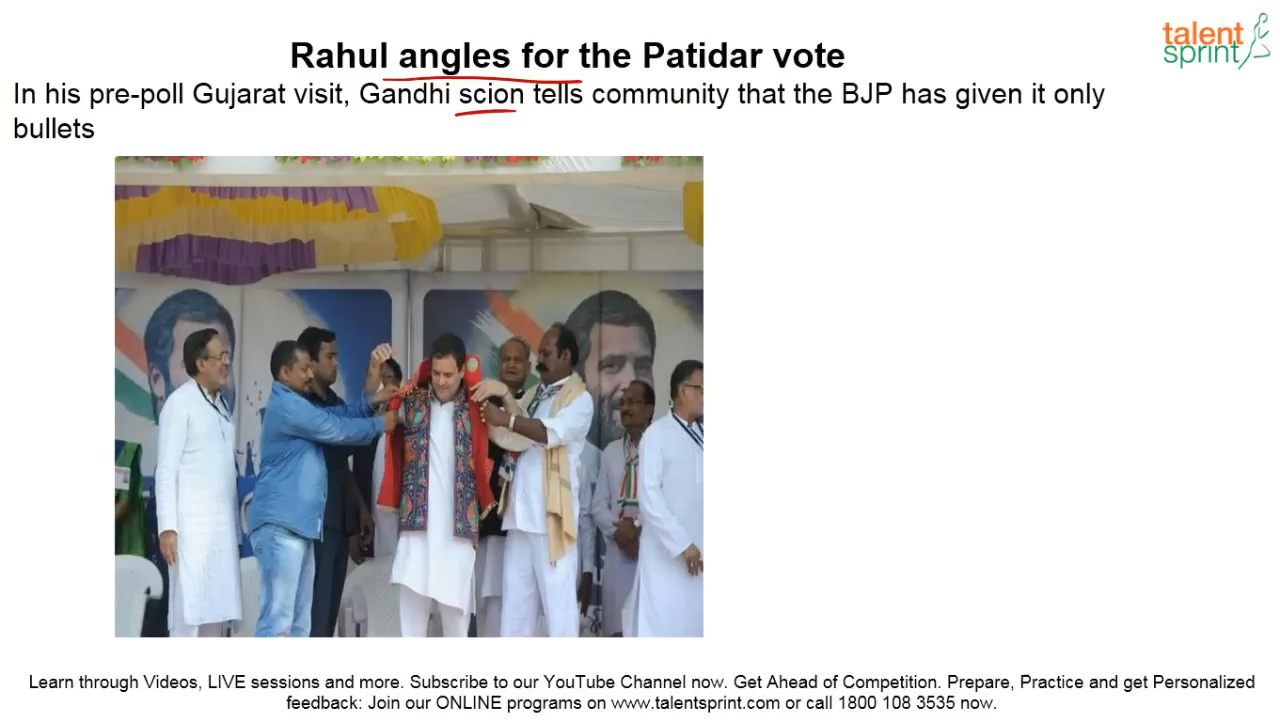 talent
sprint
Rahul angles for the Patidar vote
In his pre-poll Gujarat visit, Gandhi scion tells community that the BJP has given it only
bullets
Learn through Videos, LIVE sessions and more. Subscribe to our YouTube Channel now. Get Ahead of Competition. Prepare, Practice and get Personalized
feedback: Join our ONLINE programs on www.talentsprint.com or call 1800 108 3535 now.